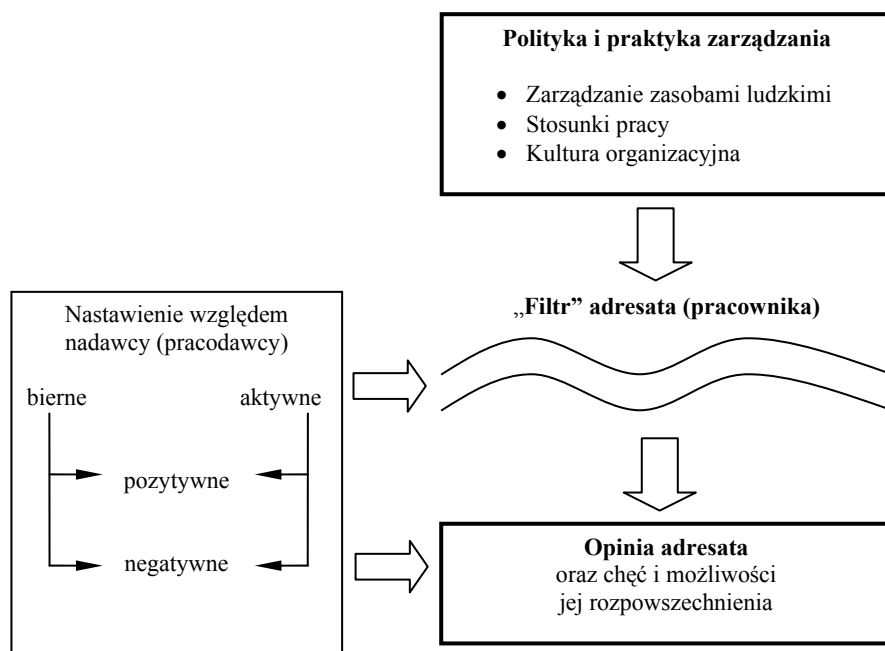 Polityka i praktyka zarządzania
• Zarządzanie zasobami ludzkimi
• Stosunki pracy
• Kultura organizacyjna
„Filtr” adresata (pracownika)
Nastawienie względem
nadawcy (pracodawcy)
bierne aktywne
pozytywne
negatywne
Opinia adresata
oraz chęć i możliwości
jej rozpowszechnienia